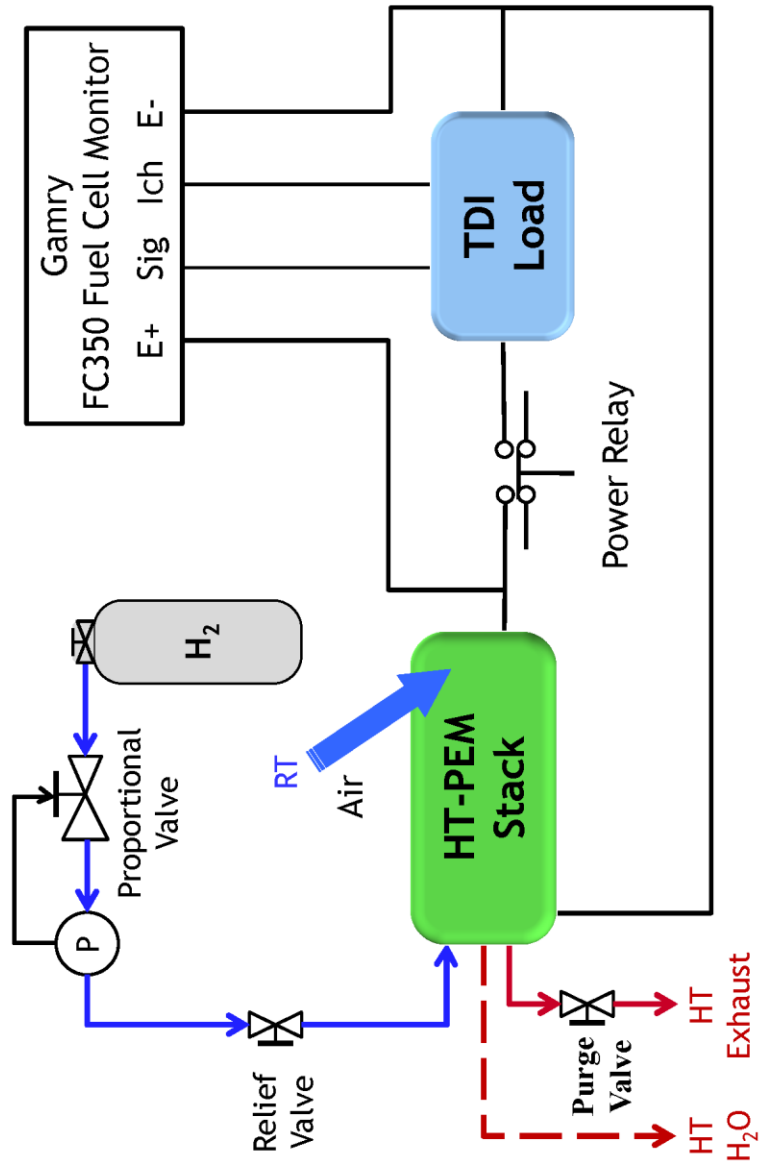 Gamry
FC350 Fuel Cell Monitor
E+ Sig Ich E-
H₂
Proportional
Valve
P
RT
Air
TDI
Load
Relief
Valve
HT-PEM
Stack
Power Relay
Purge
Valve
HT
H₂O
HT
Exhaust